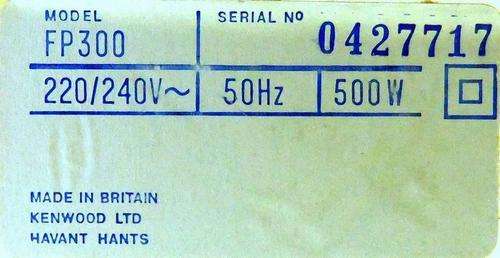 MODEL SERIAL Nº
FP300 0427717
220/240V~ 50Hz 500W
MADE IN BRITAIN
KENWOOD LTD
HAVANT HANTS